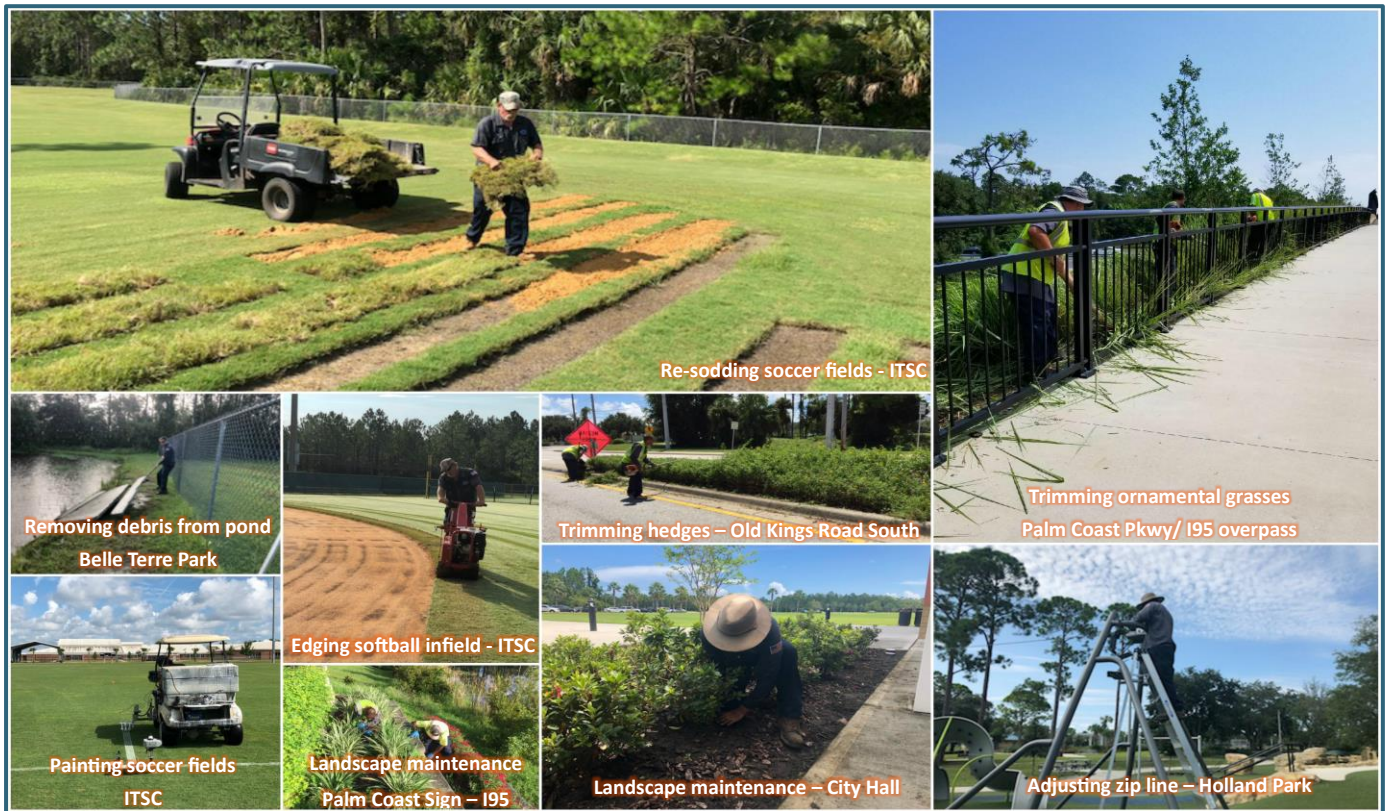 Re-sodding soccer fields - ITSC
Trimming ornamental grasses
Palm Coast Pkwy/ I95 overpass
Removing debris from pond
Belle Terre Park
Edging softball infield - ITSC
Trimming hedges – Old Kings Road South
Painting soccer fields
ITSC
Landscape maintenance
Palm Coast Sign – I95
Landscape maintenance – City Hall
Adjusting zip line – Holland Park